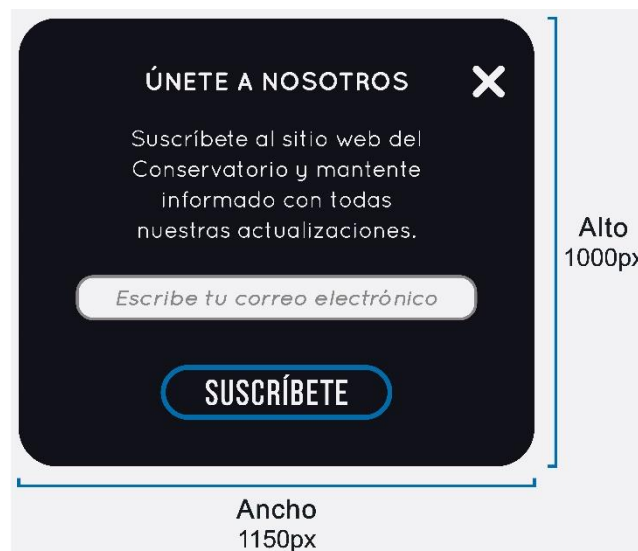 ÚNETE A NOSOTROS
Suscríbete al sitio web del
Conservatorio y mantente
informado con todas
nuestras actualizaciones.
Escribe tu correo electrónico
SUSCRÍBETE
Alto
1000px
Ancho
1150px